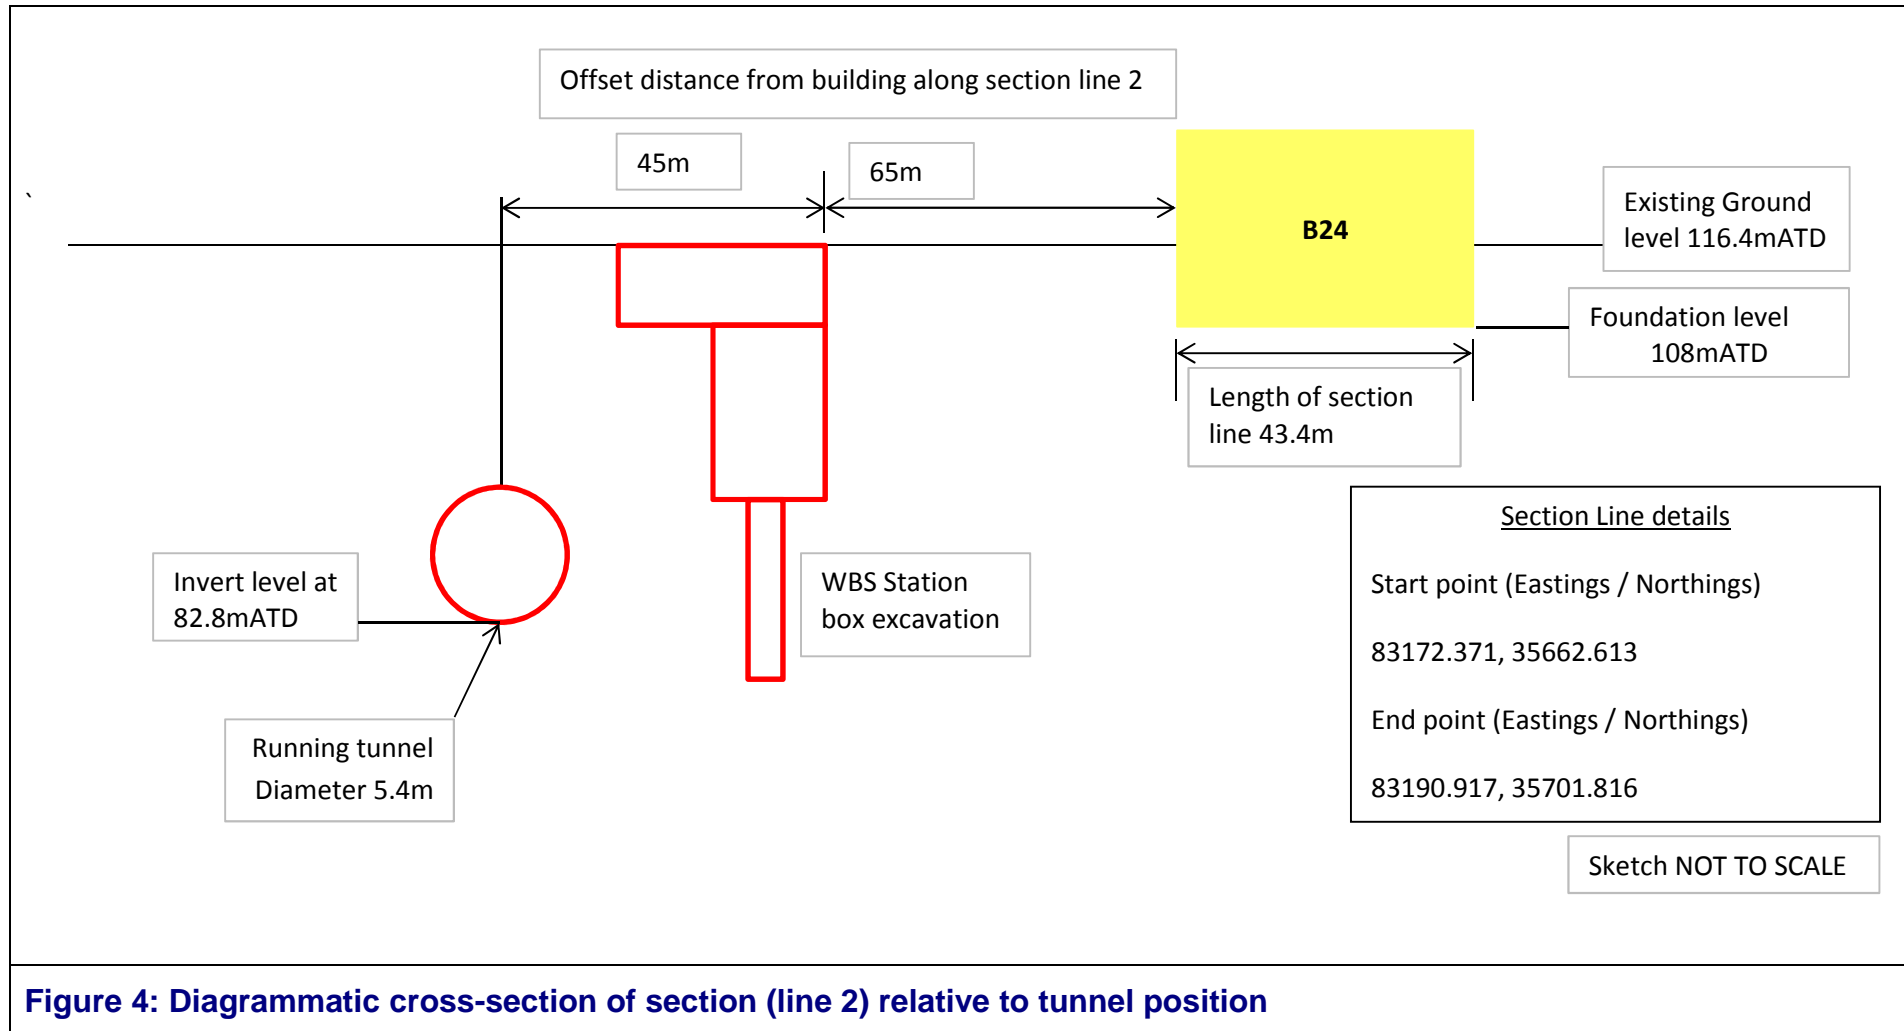 Offset distance from building along section line 2
45m
65m
`
B24
Existing Ground
level 116.4mATD
Foundation level
108mATD
Length of section
line 43.4m
Section Line details
Start point (Eastings / Northings)
83172.371, 35662.613
End point (Eastings / Northings)
83190.917, 35701.816
Invert level at
82.8mATD
WBS Station
box excavation
Running tunnel
Diameter 5.4m
Sketch NOT TO SCALE
Figure 4: Diagrammatic cross-section of section (line 2) relative to tunnel position